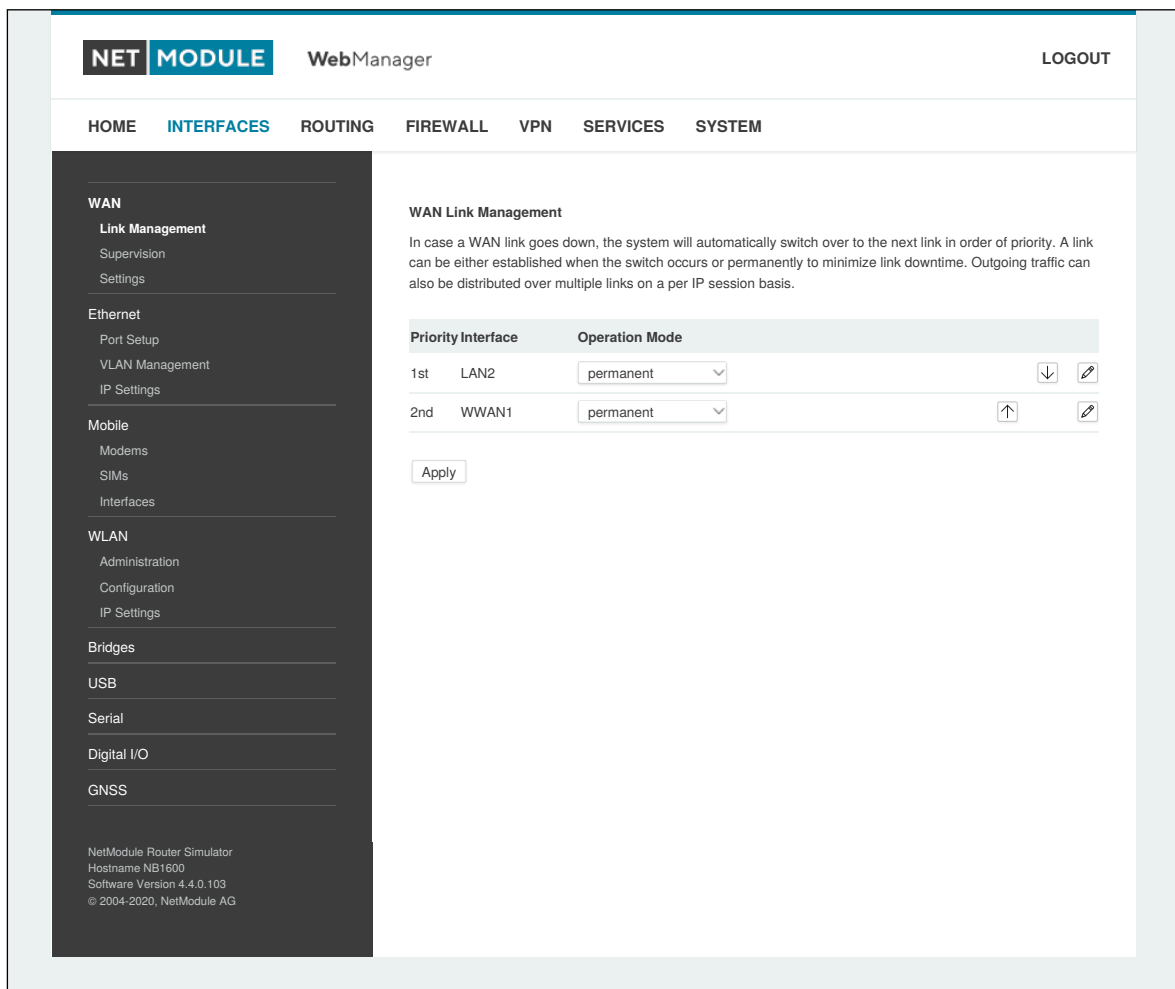 NET MODULE WebManager LOGOUT
HOME INTERFACES ROUTING FIREWALL VPN SERVICES SYSTEM
WAN
Link Management
Supervision
Settings
Ethernet
Port Setup
VLAN Management
IP Settings
Mobile
Modems
SIMs
Interfaces
WLAN
Administration
Configuration
IP Settings
Bridges
USB
Serial
Digital I/O
GNSS
NetModule Router Simulator
Hostname NB1600
Software Version 4.4.0.103
© 2004-2020, NetModule AG
WAN Link Management
In case a WAN link goes down, the system will automatically switch over to the next link in order of priority. A link
can be either established when the switch occurs or permanently to minimize link downtime. Outgoing traffic can
also be distributed over multiple links on a per IP session basis.
Priority Interface Operation Mode
1st LAN2 permanent
2nd WWAN1 permanent
Apply